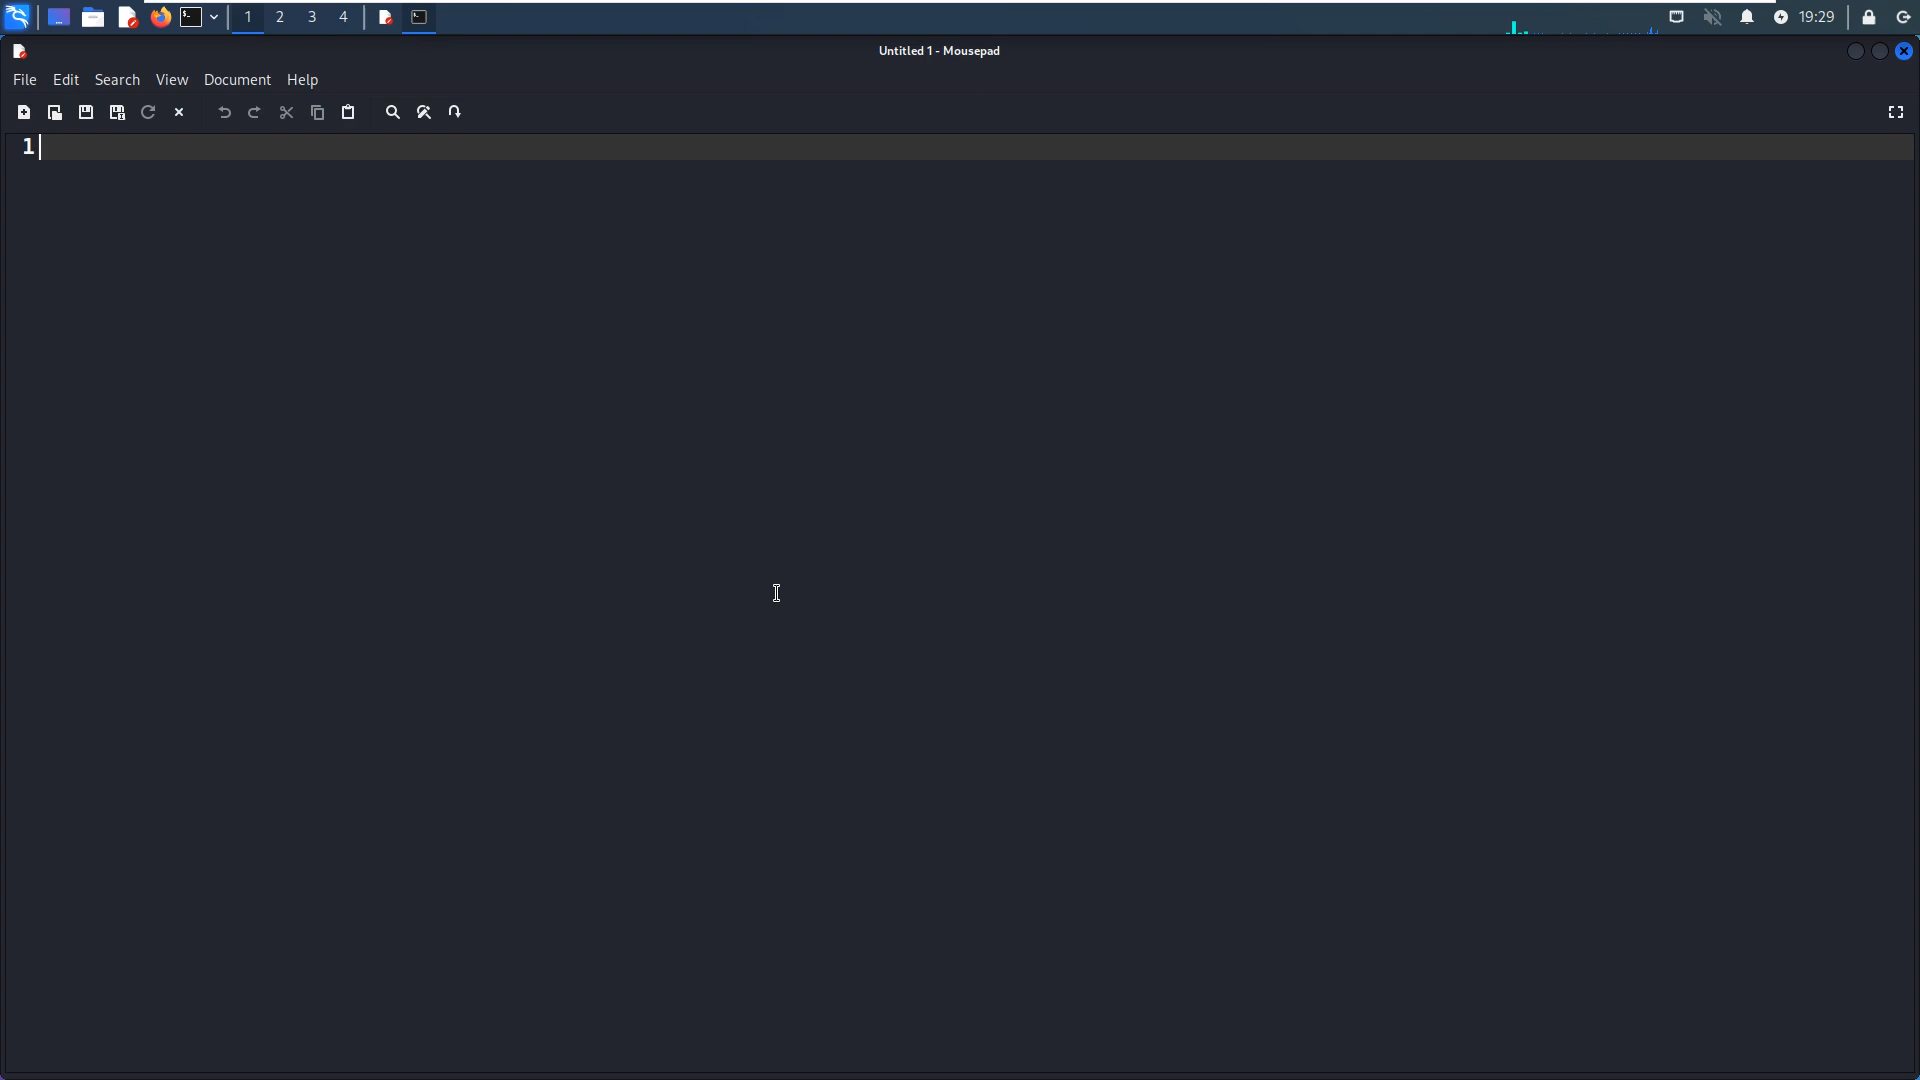 1 2 3 4 19:29
Untitled 1 - Mousepad
File Edit Search View Document Help
1